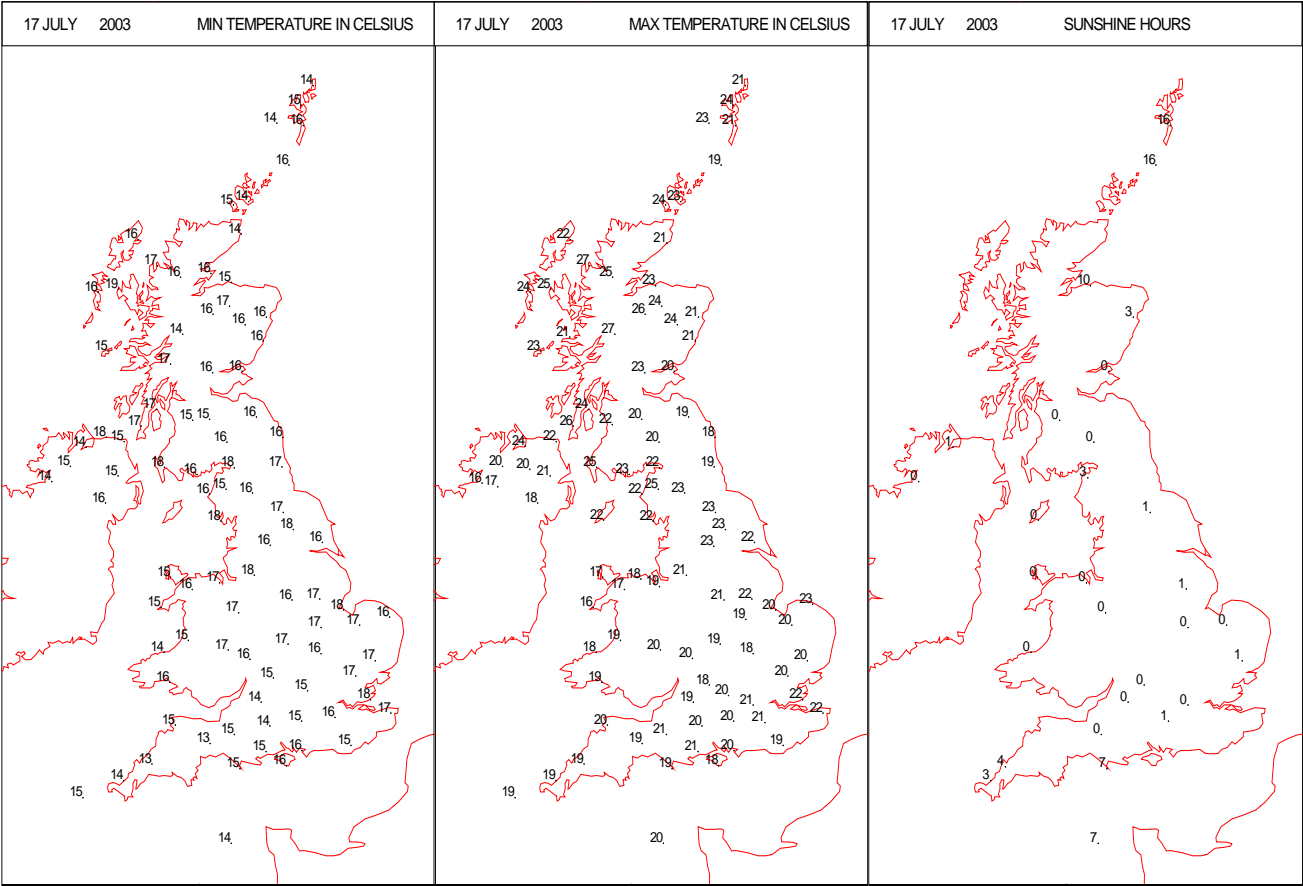 17 JULY 2003 MIN TEMPERATURE IN CELSIUS
14.
15.
14. 16.
16.
15. 14.
14.
16.
17. 16. 16. 15.
16. 19.
17. 16. 16. 16.
14. 16.
15.
17. 16. 16.
17. 15. 15. 16.
17.
14. 18. 15. 16. 16.
15. 18. 18. 17.
14. 15. 16. 15.
16. 16. 16.
17. 18. 18.
16. 16.
15. 16. 17. 18.
15. 17. 16. 17. 18. 16.
17. 17.
14. 15. 17. 16. 17. 16. 17.
16. 15. 15. 17.
14. 18.
15. 15. 14. 15. 16. 17.
13. 15. 16. 15.
13. 15. 16.
14.
15.
14.
17 JULY 2003 MAX TEMPERATURE IN CELSIUS
21.
24.
23. 21.
19.
24. 23.
21.
22.
27. 25. 23.
24. 25.
26. 24. 24. 21.
21. 27. 21.
23.
23. 20.
24. 22. 20. 19.
26.
24. 22. 20. 18.
20. 20. 25. 22. 18.
16. 17. 21. 23. 25.
18. 22. 23.
22. 22. 23. 23.
23. 22.
17. 17. 18. 19. 21.
16. 21. 22. 20. 23.
19. 20.
18. 19. 20. 20. 19. 18. 20.
19. 18. 20.
19. 20. 21. 22.
20. 21. 20. 20. 21. 22.
19. 21. 20. 19.
19. 19. 18.
19.
19.
20.
17 JULY 2003 SUNSHINE HOURS
16.
16.
10.
3.
0.
0.
1. 0.
0. 3.
0. 1.
0. 0. 1.
0. 0. 0.
0. 1.
0. 0. 0.
0. 1.
3. 4. 7.
7.